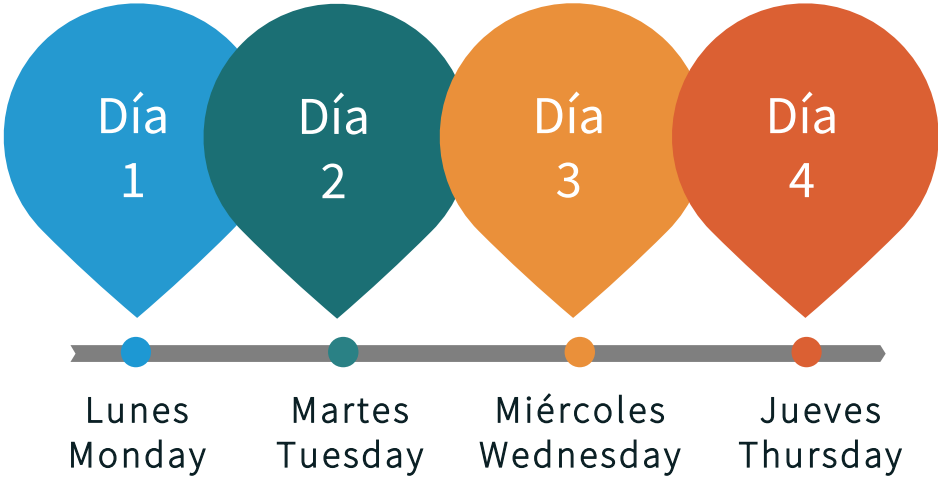 Día
1
Día
2
Día
3
Día
4
Lunes
Monday
Martes
Tuesday
Miércoles
Wednesday
Jueves
Thursday